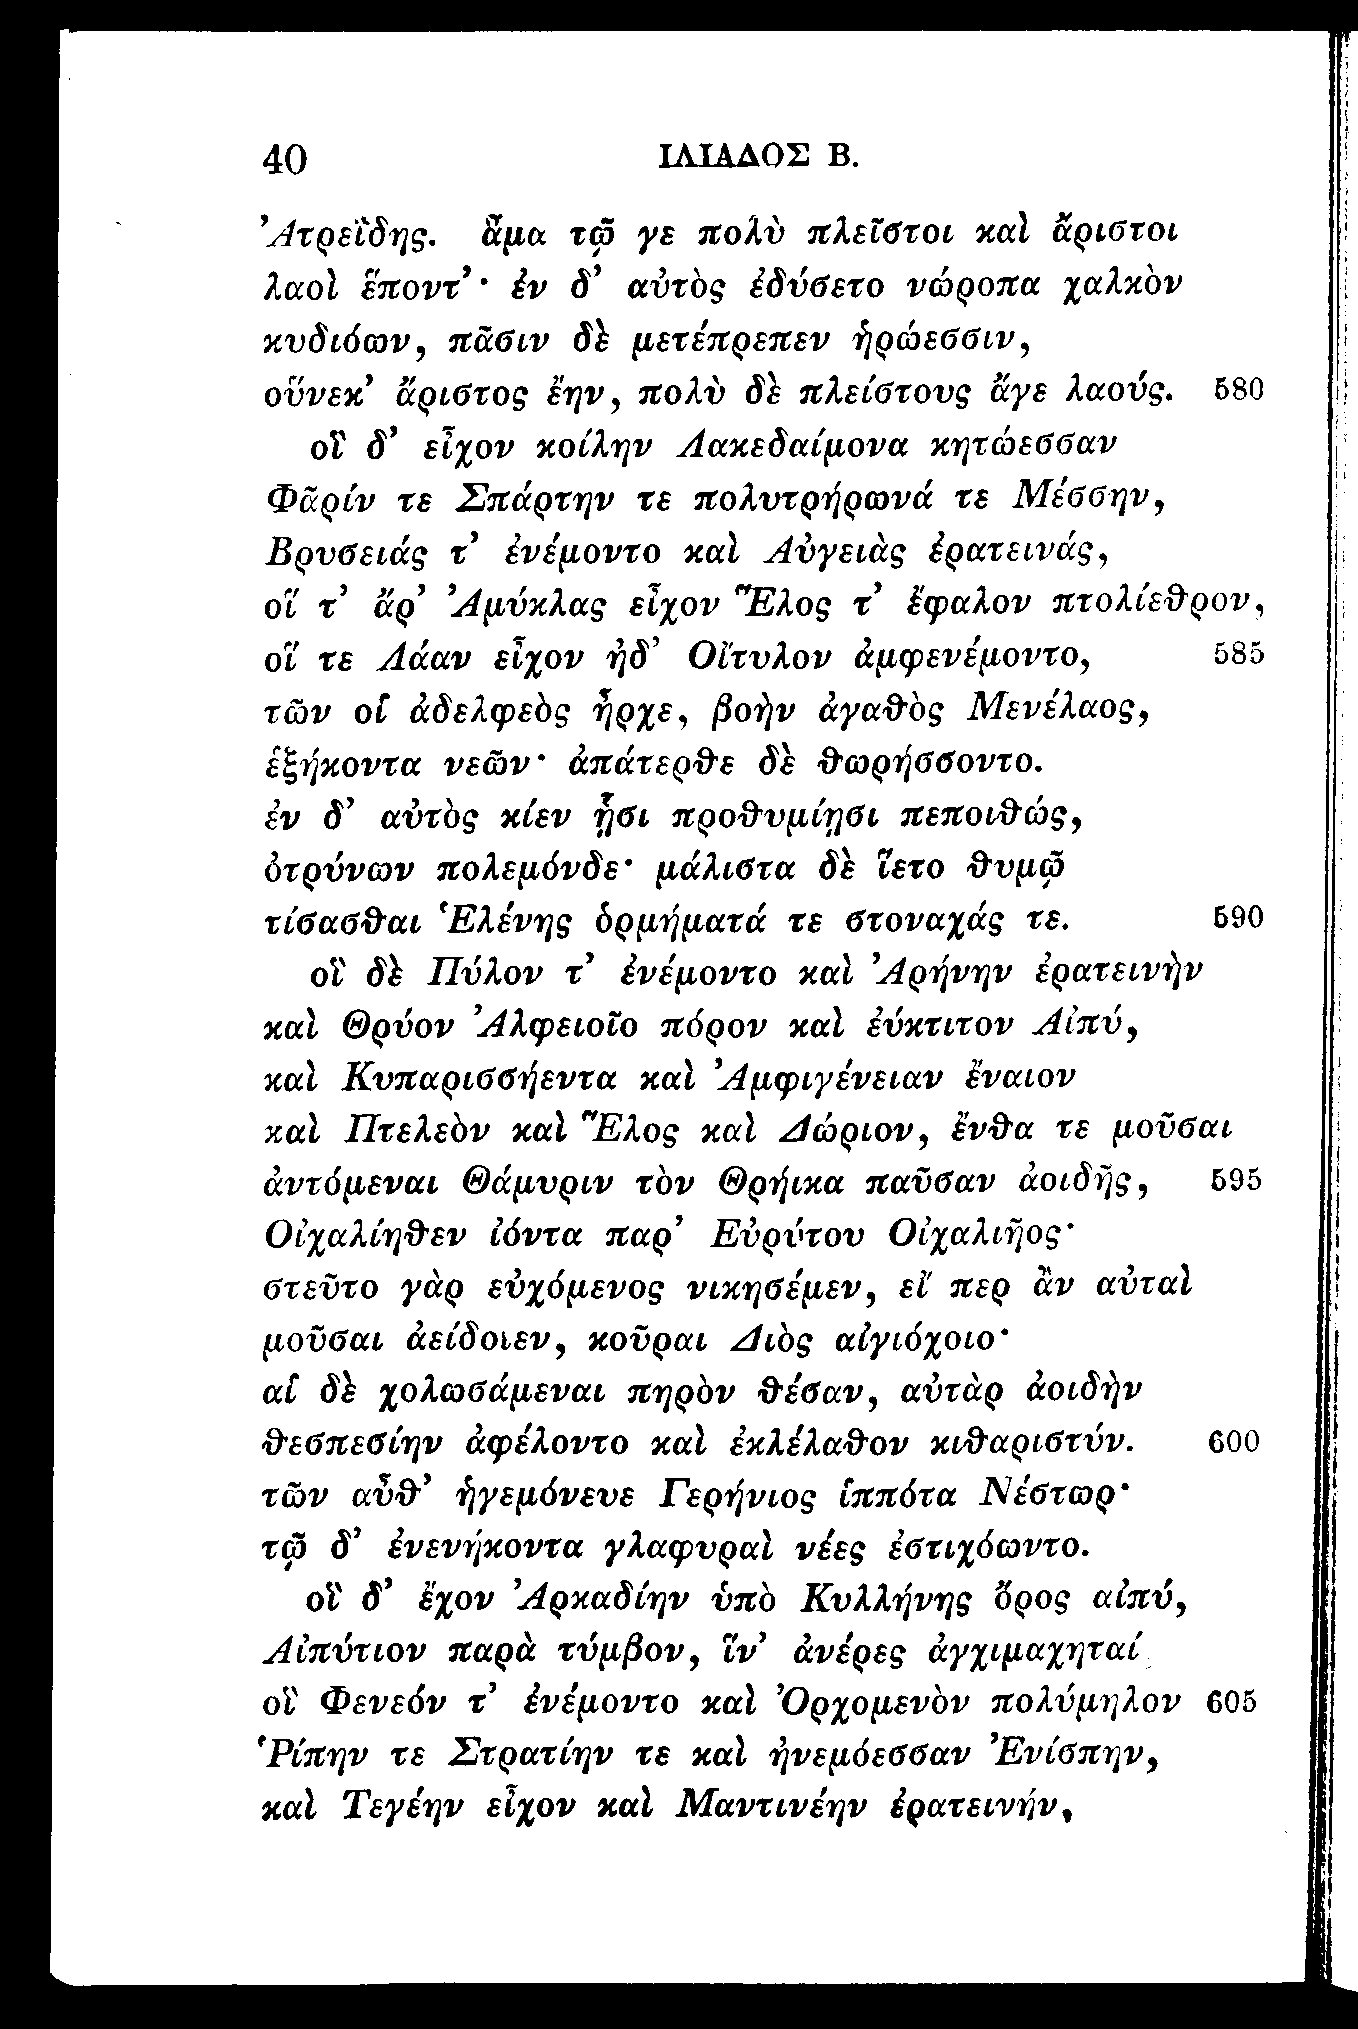 40 ΙΛΙΑΔΟΣ Β.
Ἀτρεΐδης. ἅμα τῷ γε πολὺ πλεῖστοι καὶ ἄριστοι
λαοὶ ἕποντ’· ἐν δ’ αὐτὸς ἐδύσετο νώροπα χαλκὸν
κυδιόων, πᾶσιν δὲ μετέπρεπεν ἡρώεσσιν,
οὕνεκ’ ἄριστος ἔην, πολὺ δὲ πλείστους ἄγε λαούς. 580
οἳ δ’ εἶχον κοίλην Λακεδαίμονα κητώεσσαν
Φᾶρίν τε Σπάρτην τε πολυτρήρωνά τε Μέσσην,
Βρυσειάς τ’ ἐνέμοντο καὶ Αὐγειὰς ἐρατεινάς,
οἵ τ’ ἄρ’ Ἀμύκλας εἶχον Ἕλος τ’ ἔφαλον πτολίεθρον,
οἵ τε Λάαν εἶχον ἠδ’ Οἴτυλον ἀμφενέμοντο, 585
τῶν οἱ ἀδελφεὸς ἦρχε, βοὴν ἀγαθὸς Μενέλαος,
ἑξήκοντα νεῶν· ἀπάτερθε δὲ θωρήσσοντο.
ἐν δ’ αὐτὸς κίεν ᾗσι προθυμίῃσι πεποιθώς,
ὀτρύνων πολεμόνδε· μάλιστα δὲ ἵετο θυμῷ
τίσασθαι Ἑλένης ὁρμήματά τε στοναχάς τε. 590
οἳ δὲ Πύλον τ’ ἐνέμοντο καὶ Ἀρήνην ἐρατεινὴν
καὶ Θρύον Ἀλφειοῖο πόρον καὶ ἐύκτιτον Αἰπύ,
καὶ Κυπαρισσήεντα καὶ Ἀμφιγένειαν ἔναιον
καὶ Πτελεὸν καὶ Ἕλος καὶ Δώριον, ἔνθα τε μοῦσαι
ἀντόμεναι Θάμυριν τὸν Θρήικα παῦσαν ἀοιδῆς, 595
Οἰχαλίηθεν ἰόντα παρ’ Εὐρύτου Οἰχαλιῆος·
στεῦτο γὰρ εὐχόμενος νικησέμεν, εἴ περ ἂν αὐταὶ
μοῦσαι ἀείδοιεν, κοῦραι Διὸς αἰγιόχοιο·
αἱ δὲ χολωσάμεναι πηρὸν θέσαν, αὐτὰρ ἀοιδὴν
θεσπεσίην ἀφέλοντο καὶ ἐκλέλαθον κιθαριστύν. 600
τῶν αὖθ’ ἡγεμόνευε Γερήνιος ἱππότα Νέστωρ·
τῷ δ’ ἐνενήκοντα γλαφυραὶ νέες ἐστιχόωντο.
οἳ δ’ ἔχον Ἀρκαδίην ὑπὸ Κυλλήνης ὄρος αἰπύ,
Αἰπύτιον παρὰ τύμβον, ἵν’ ἀνέρες ἀγχιμαχηταί
οἳ Φενεόν τ’ ἐνέμοντο καὶ Ὀρχομενὸν πολύμηλον 605
Ῥίπην τε Στρατίην τε καὶ ἠνεμόεσσαν Ἐνίσπην,
καὶ Τεγέην εἶχον καὶ Μαντινέην ἐρατεινήν,